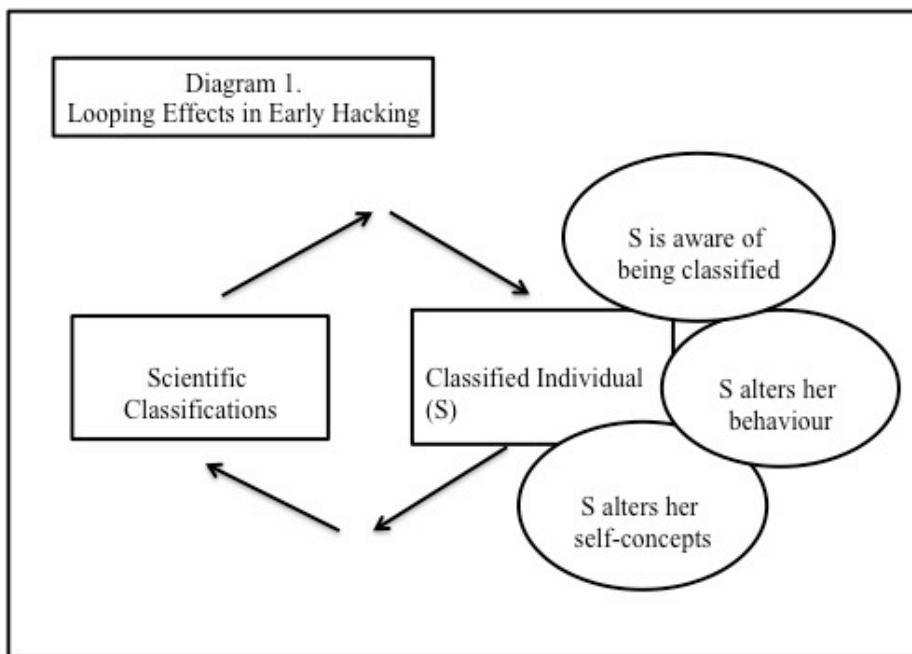 Diagram 1.
Looping Effects in Early Hacking
S is aware of
being classified
Scientific
Classifications
Classified Individual
(S)
S alters her
behaviour
S alters her
self-concepts